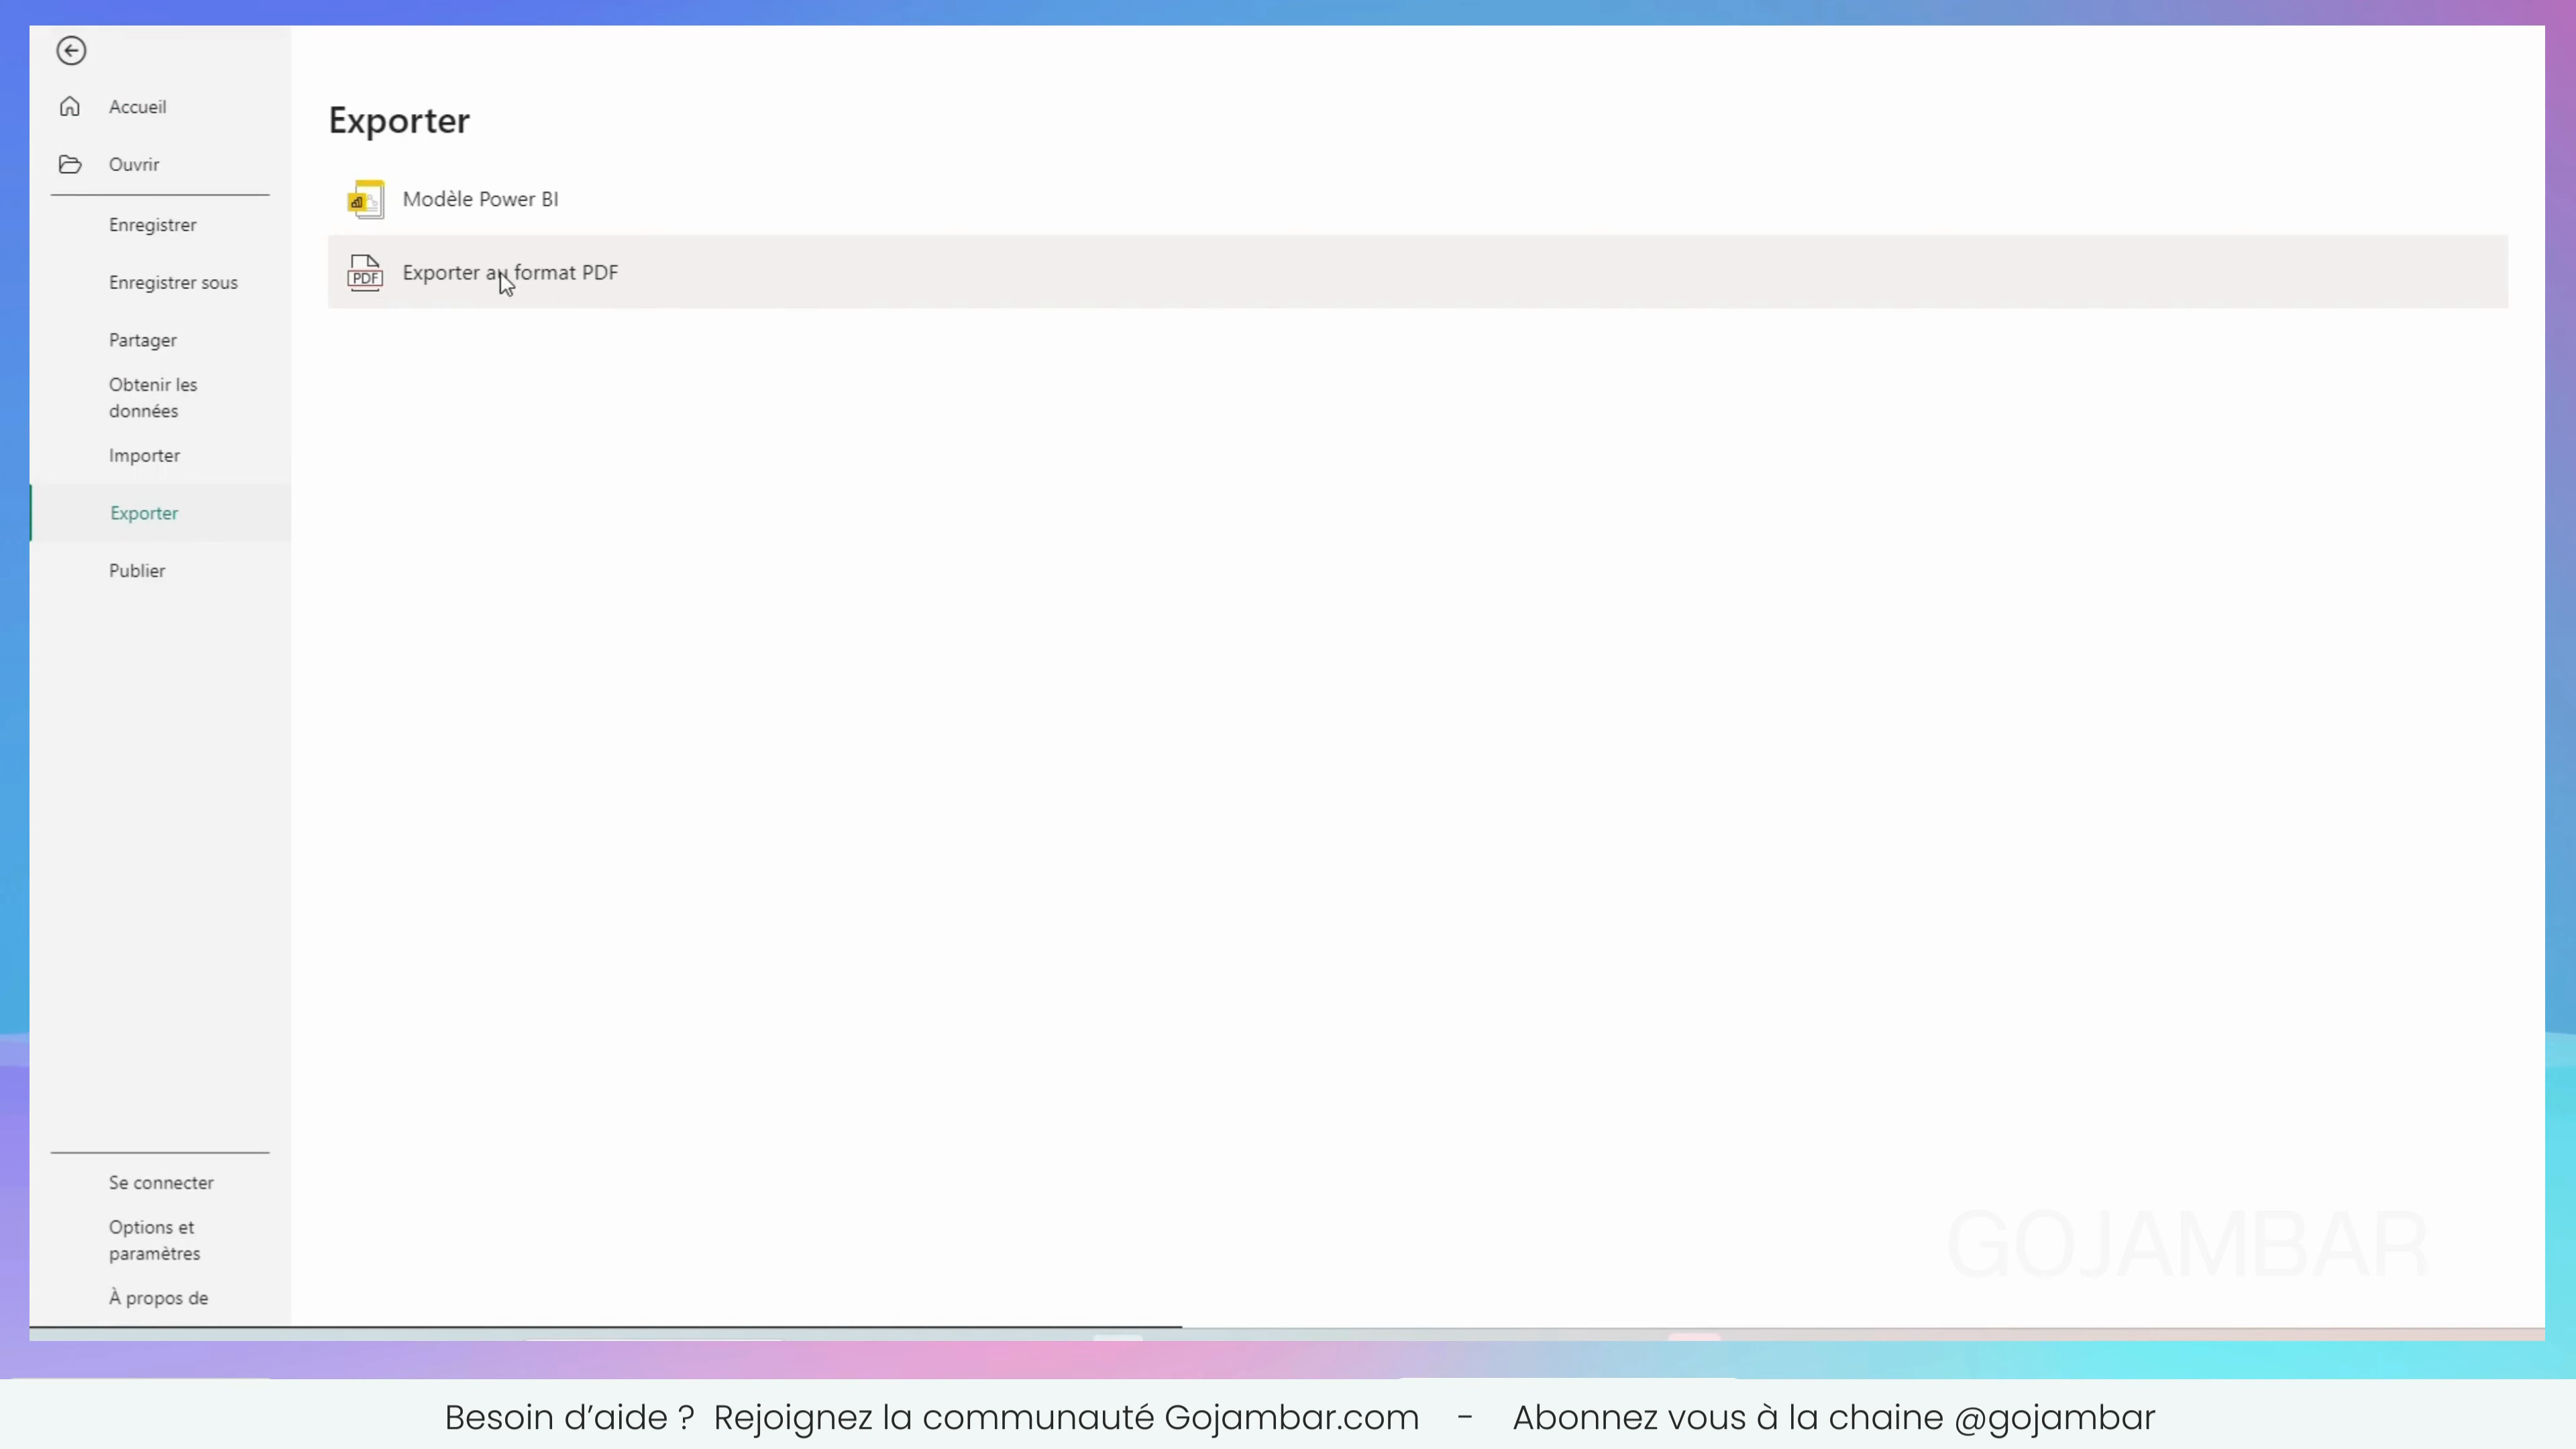 Accueil
Ouvrir
Enregistrer
Enregistrer sous
Partager
Obtenir les
données
Importer
Exporter
Publier
Se connecter
Options et
paramètres
À propos de
Exporter
Modèle Power BI
PDF
Exporter au format PDF
GOJAMBAR
Besoin d’aide ? Rejoignez la communauté Gojambar.com - Abonnez vous à la chaine @gojambar